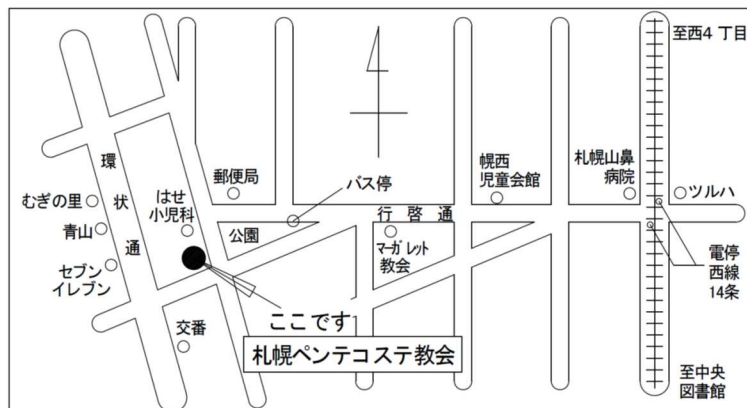 至西4丁目
環状通
郵便局
バス停
幌西
児童会館
札幌山鼻
病院
ツルハ
むぎの里
はせ
小児科
青山
公園
行啓通
マーガレット
教会
セブン
イレブン
電停
西線
14条
ここです
交番
札幌ペンテコステ教会
至中央
図書館